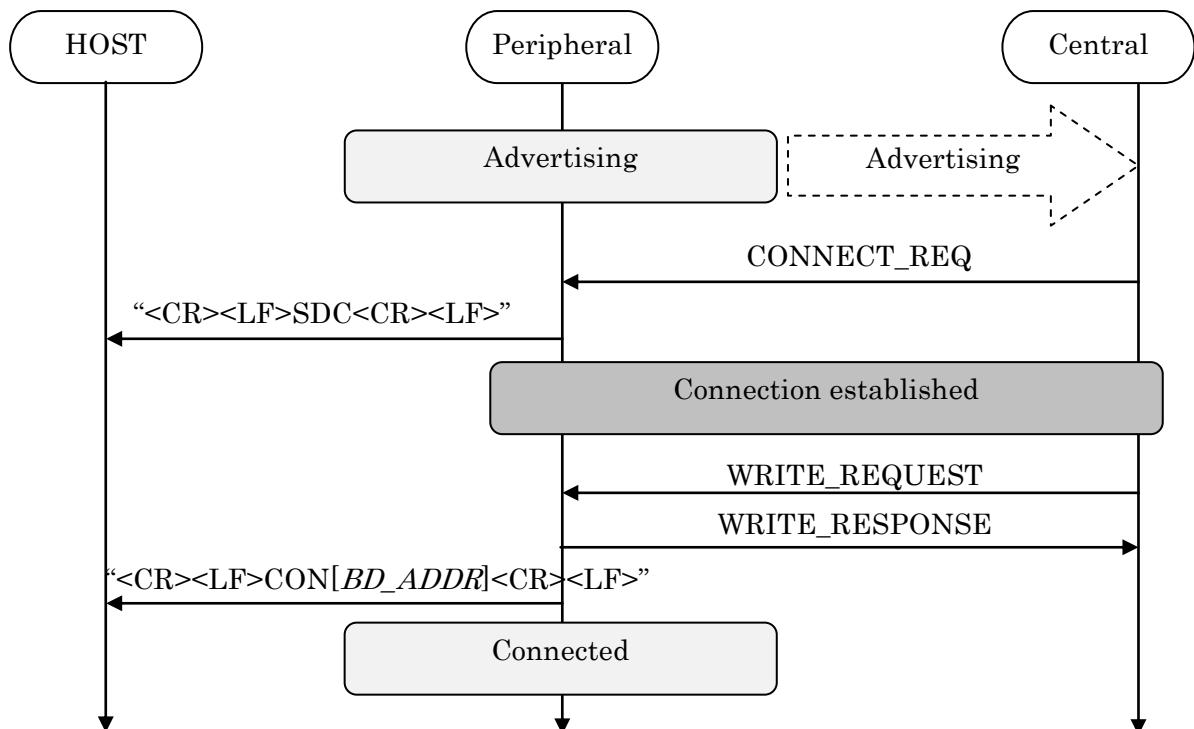 HOST
Peripheral
Central
Advertising
Advertising
CONNECT_REQ
“<CR><LF>SDC<CR><LF>”
Connection established
WRITE_REQUEST
WRITE_RESPONSE
“<CR><LF>CON[BD_ADDR]<CR><LF>”
Connected